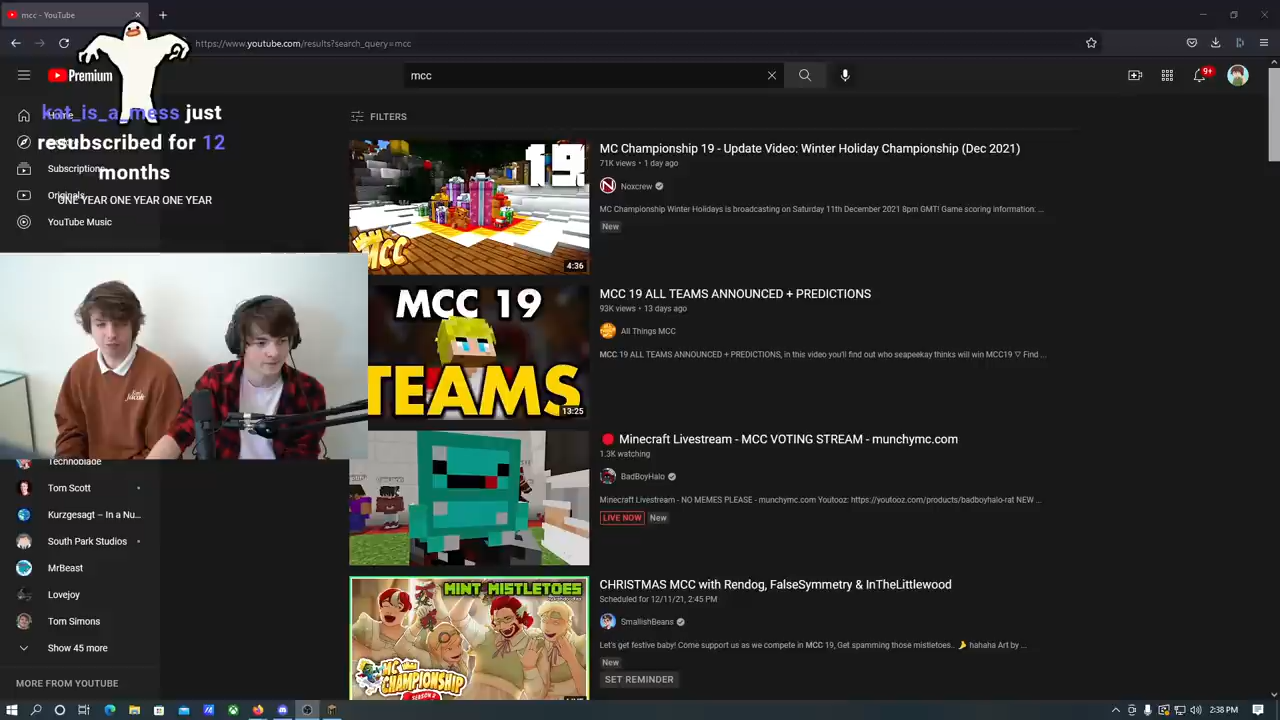 mcc - YouTube
https://www.youtube.com/results?search_query=mcc
Premium
mcc
9+
kat_is_a_mess just
resubscribed for 12
months
ONE YEAR ONE YEAR ONE YEAR
Home
Subscriptions
Originals
YouTube Music
FILTERS
19
MCC
4:36
MC Championship 19 - Update Video: Winter Holiday Championship (Dec 2021)
71K views • 1 day ago
Noxcrew
MC Championship Winter Holidays is broadcasting on Saturday 11th December 2021 8pm GMT! Game scoring information: ...
New
MCC 19
TEAMS
13:25
MCC 19 ALL TEAMS ANNOUNCED + PREDICTIONS
93K views • 13 days ago
All Things MCC
MCC 19 ALL TEAMS ANNOUNCED + PREDICTIONS, in this video you'll find out who seapeekay thinks will win MCC19 ▽ Find ...
Minecraft Livestream - MCC VOTING STREAM - munchymc.com
1.3K watching
BadBoyHalo
Minecraft Livestream - NO MEMES PLEASE - munchymc.com Youtooz: https://youtooz.com/products/badboyhalo-rat NEW ...
LIVE NOW
New
MINT MISTLETOES
MC CHAMPIONSHIP
CHRISTMAS MCC with Rendog, FalseSymmetry & InTheLittlewood
Scheduled for 12/11/21, 2:45 PM
SmallishBeans
Let's get festive baby! Come support us as we compete in MCC 19, Get spamming those mistletoes.. hahaha Art by ...
New
SET REMINDER
Technoblade
Tom Scott
Kurzgesagt – In a Nu...
South Park Studios
MrBeast
Lovejoy
Tom Simons
Show 45 more
MORE FROM YOUTUBE
2:38 PM